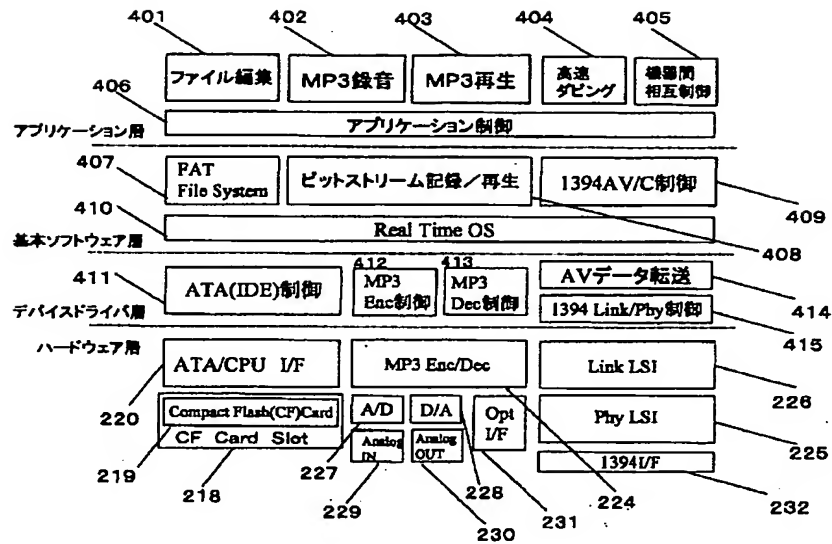 401 402 403 404 405
ファイル編集 MP3録音 MP3再生 高速 機器間
ダビング 相互制御
406
アプリケーション制御
アプリケーション層
407
FAT ビットストリーム記録／再生 1394AV/C制御
File System
409
410
Real Time OS
408
基本ソフトウェア層
411 412 413
ATA(IDE)制御 MP3 MP3 AVデータ転送
Enc制御 Dec制御 1394 Link/Phy制御
414
デバイスドライバ層
415
ハードウェア層
ATA/CPU I/F MP3 Enc/Dec Link LSI
220 226
Compact Flash(CF)Card A/D D/A Opt Phy LSI
I/F
CF Card Slot Analog Analog
IN OUT
225
219 1394I/F
218 227 228 224
229 231 232
230